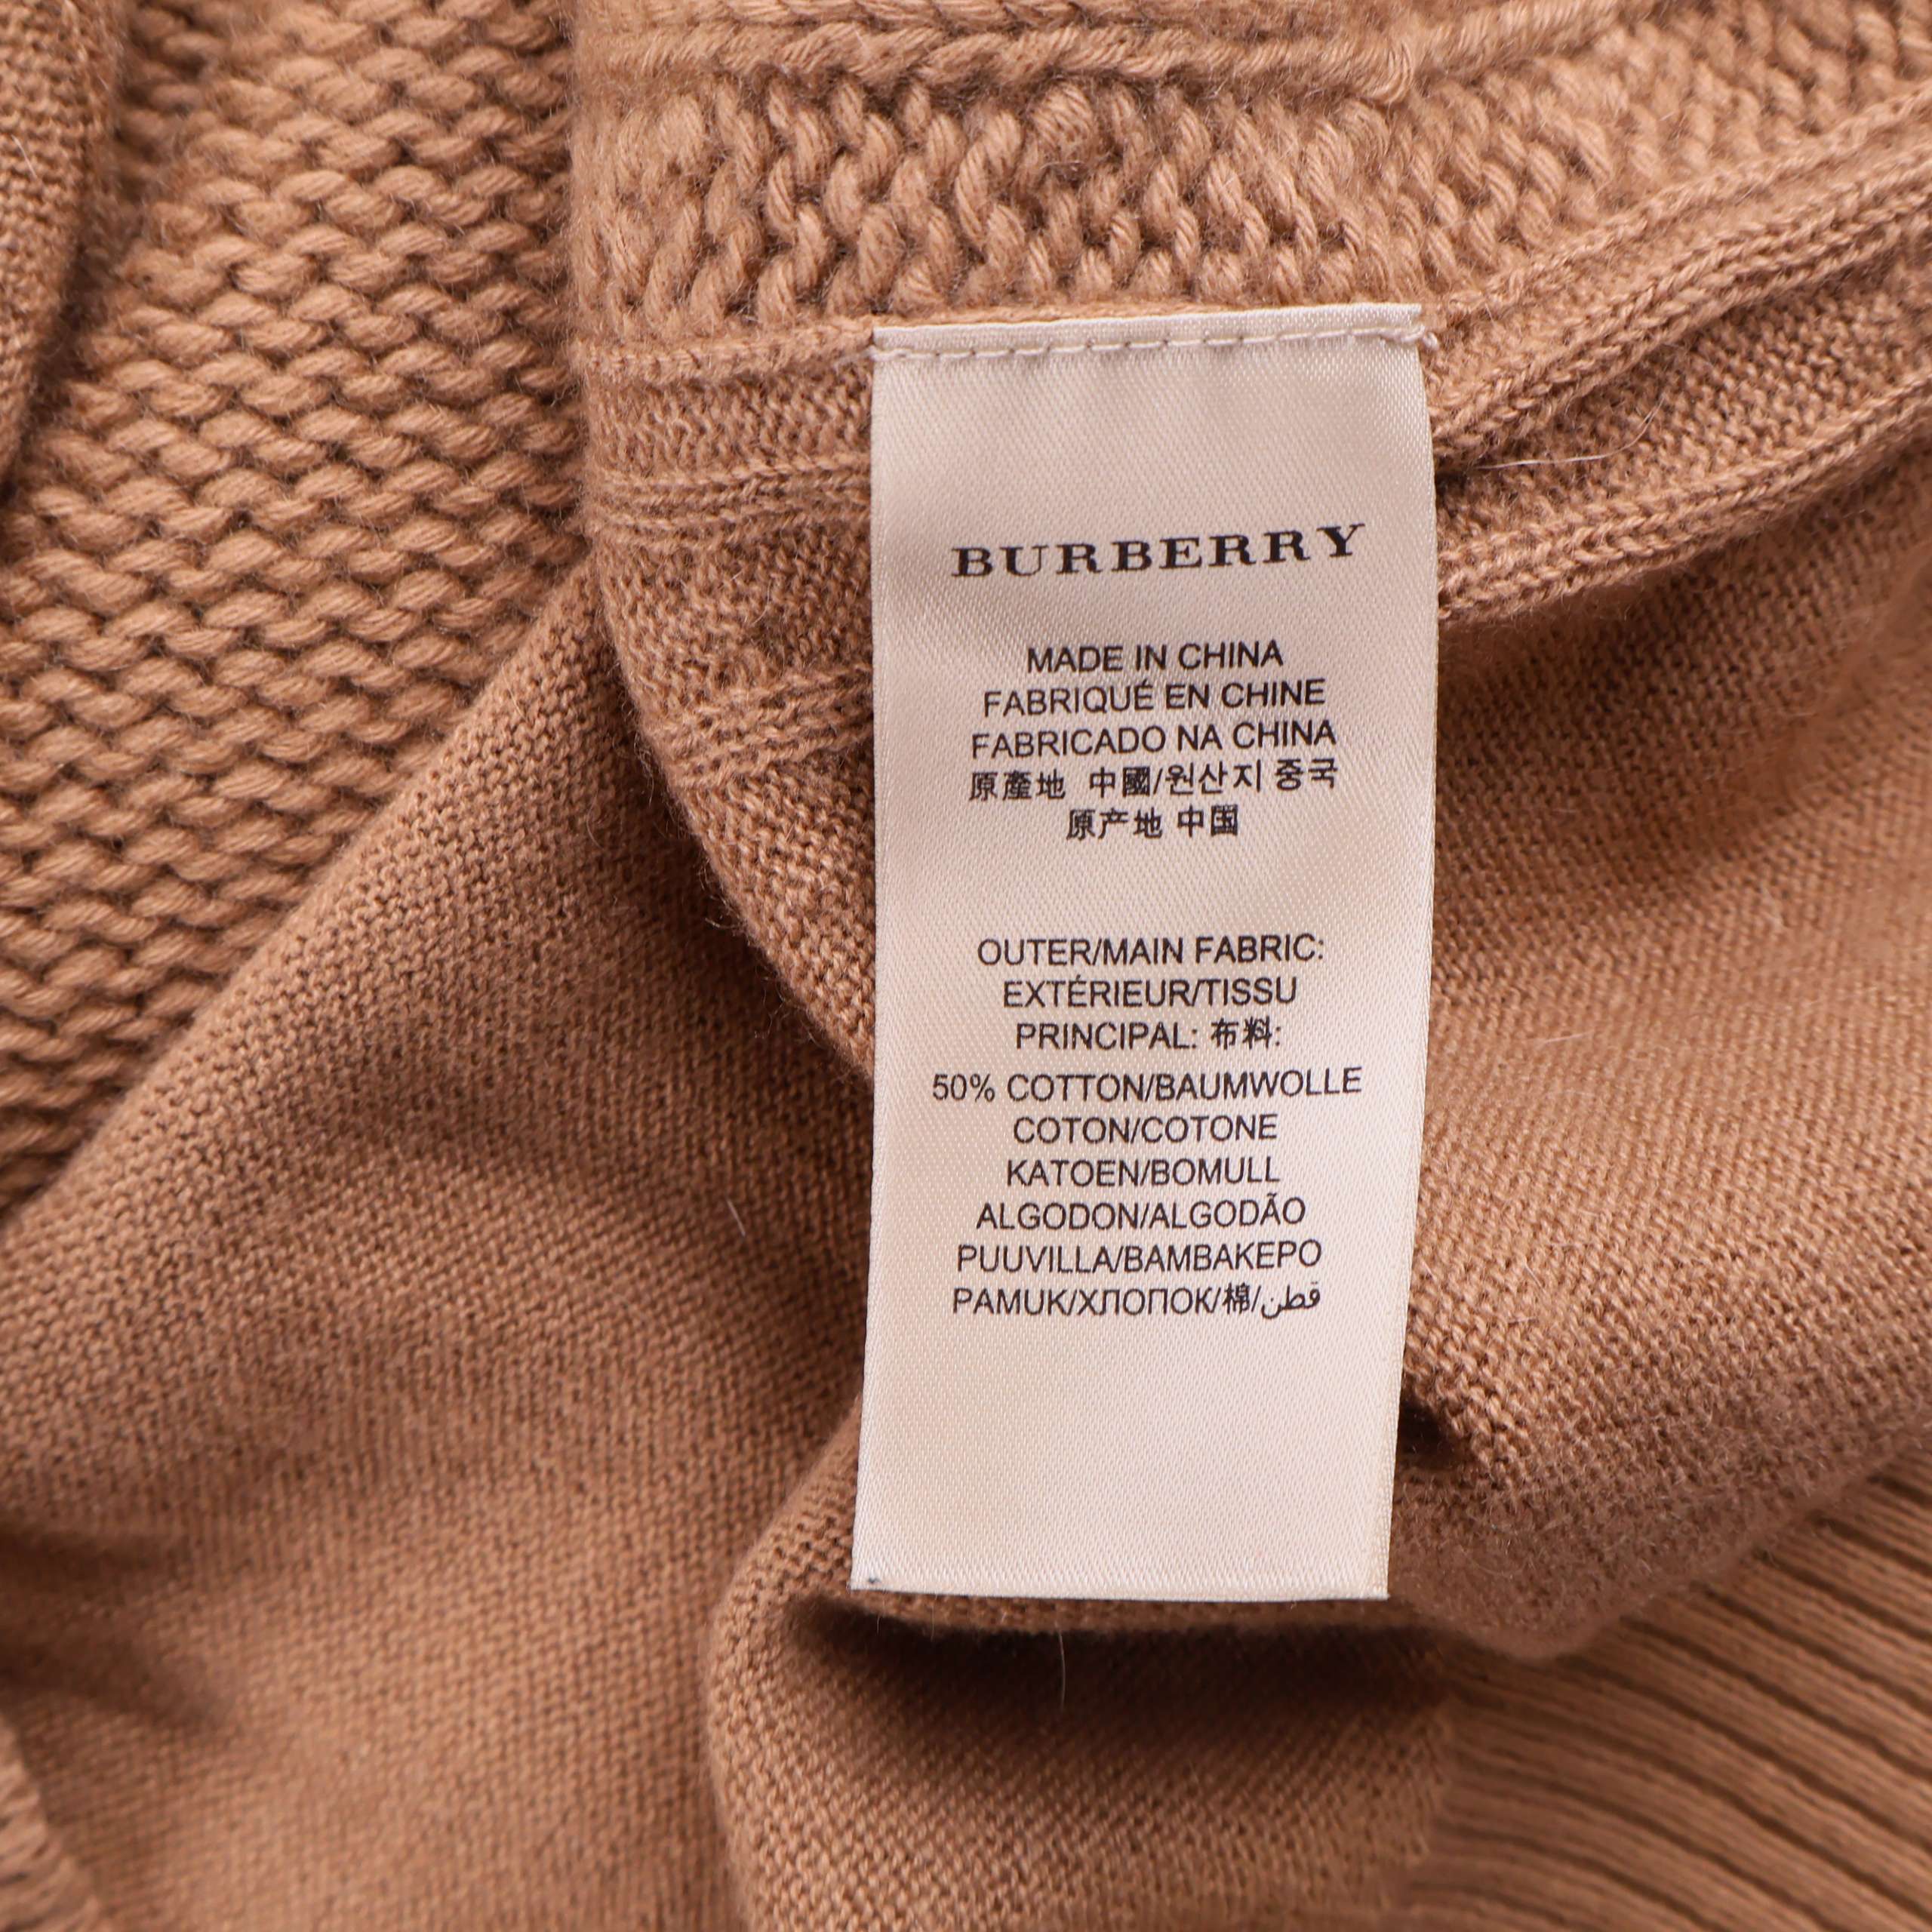 BURBERRY
MADE IN CHINA
FABRIQUÉ EN CHINE
FABRICADO NA CHINA
原產地 中國/원산지 중국
原产地 中国
OUTER/MAIN FABRIC:
EXTÉRIEUR/TISSU
PRINCIPAL: 布料:
50% COTTON/BAUMWOLLE
COTON/COTONE
KATOEN/BOMULL
ALGODON/ALGODÃO
PUUVILLA/BAMBAKEPO
PAMUK/ХЛОПОК/棉/قطن